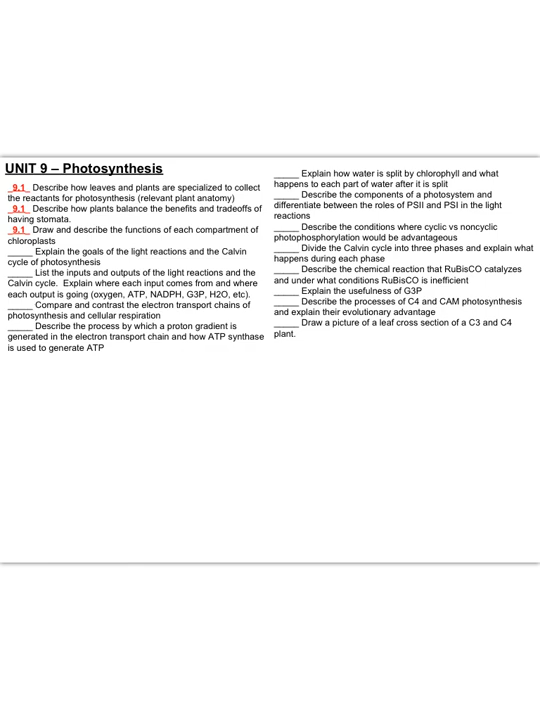 UNIT 9 – Photosynthesis
_9.1_ Describe how leaves and plants are specialized to collect
the reactants for photosynthesis (relevant plant anatomy)
_9.1_ Describe how plants balance the benefits and tradeoffs of
having stomata.
_9.1_ Draw and describe the functions of each compartment of
chloroplasts
_____ Explain the goals of the light reactions and the Calvin
cycle of photosynthesis
_____ List the inputs and outputs of the light reactions and the
Calvin cycle.  Explain where each input comes from and where
each output is going (oxygen, ATP, NADPH, G3P, H2O, etc).
_____ Compare and contrast the electron transport chains of
photosynthesis and cellular respiration
_____ Describe the process by which a proton gradient is
generated in the electron transport chain and how ATP synthase
is used to generate ATP
_____ Explain how water is split by chlorophyll and what
happens to each part of water after it is split
_____ Describe the components of a photosystem and
differentiate between the roles of PSII and PSI in the light
reactions
_____ Describe the conditions where cyclic vs noncyclic
photophosphorylation would be advantageous
_____ Divide the Calvin cycle into three phases and explain what
happens during each phase
_____ Describe the chemical reaction that RuBisCO catalyzes
and under what conditions RuBisCO is inefficient
_____ Explain the usefulness of G3P
_____ Describe the processes of C4 and CAM photosynthesis
and explain their evolutionary advantage
_____ Draw a picture of a leaf cross section of a C3 and C4
plant.